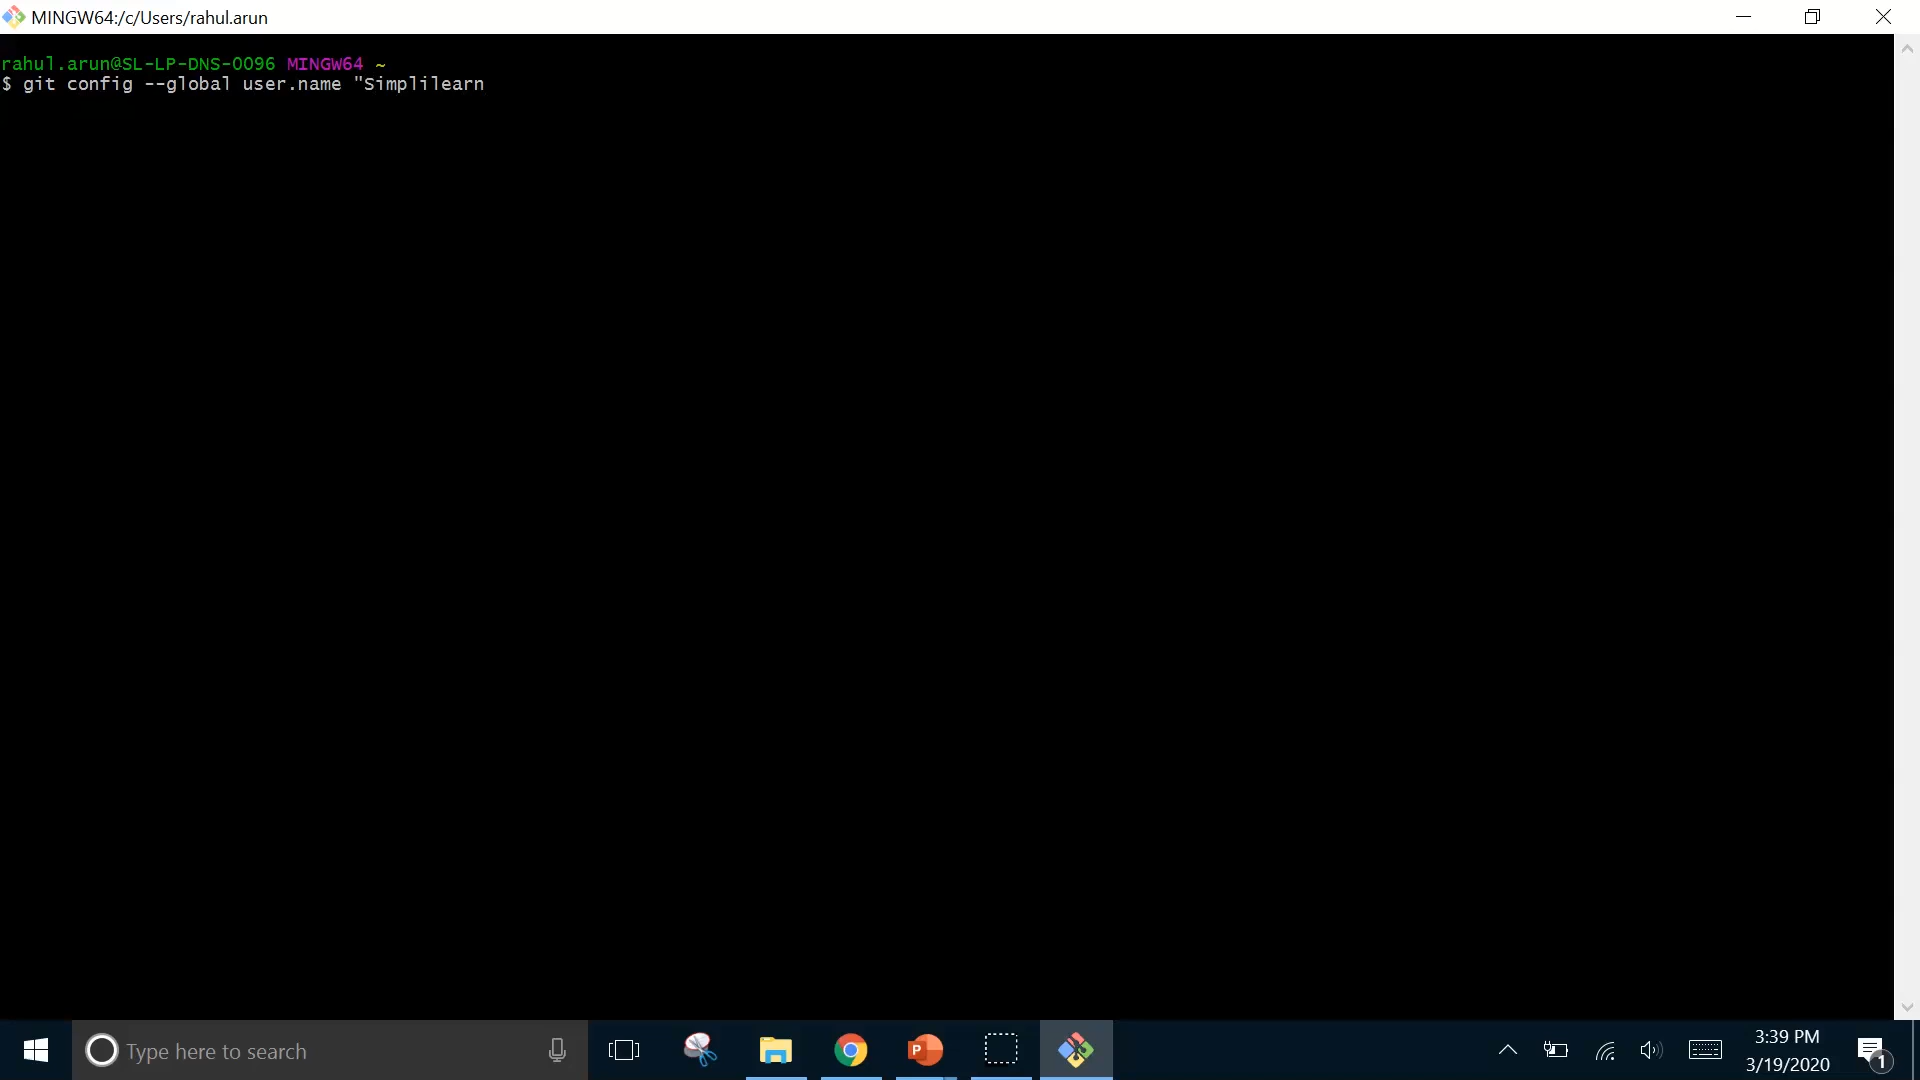 MINGW64:/c/Users/rahul.arun
rahul.arun@SL-LP-DNS-0096 MINGW64 ~
$ git config --global user.name "Simplilearn
Type here to search
P
3:39 PM
3/19/2020
1